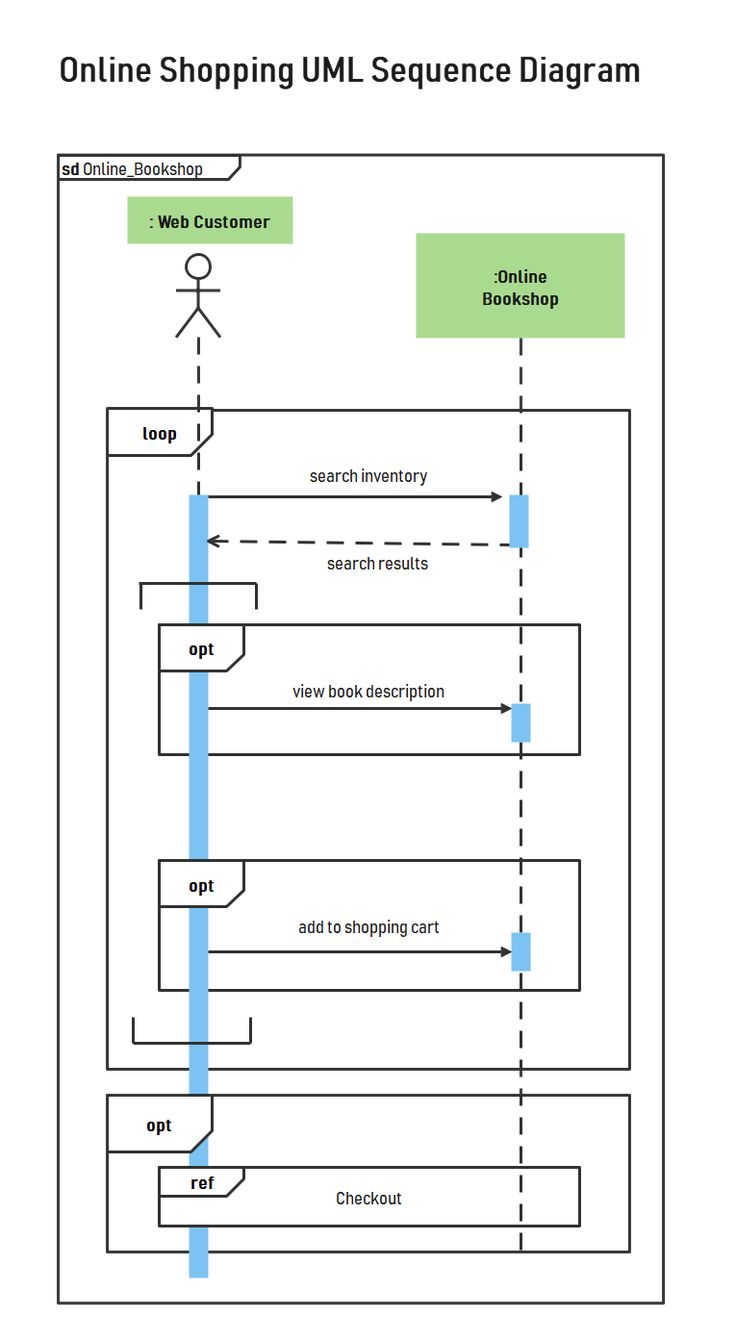 Online Shopping UML Sequence Diagram
sd Online_Bookshop
: Web Customer
:Online
Bookshop
loop
search inventory
search results
opt
view book description
opt
add to shopping cart
opt
ref
Checkout